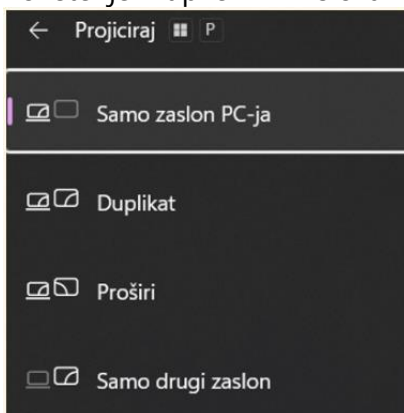 Projiciraj P
Samo zaslon PC-ja
Duplikat
Proširi
Samo drugi zaslon